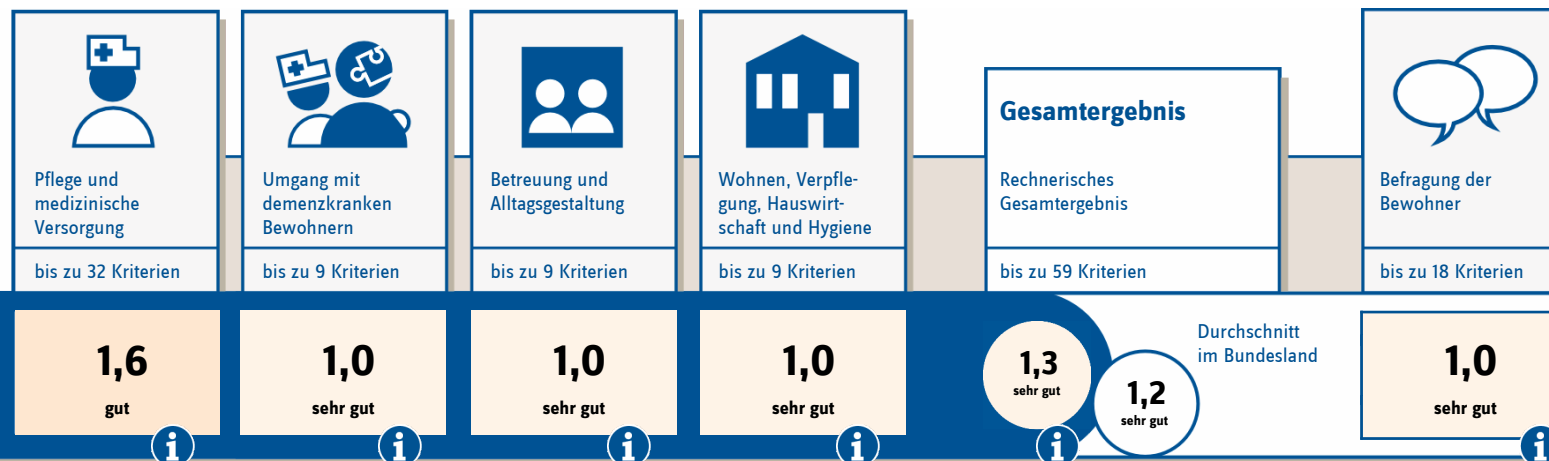 Pflege und
medizinische
Versorgung
bis zu 32 Kriterien
1,6
gut
i
Umgang mit
demenzkranken
Bewohnern
bis zu 9 Kriterien
1,0
sehr gut
i
Betreuung und
Alltagsgestaltung
bis zu 9 Kriterien
1,0
sehr gut
i
Wohnen, Verpfle-
gung, Hauswirt-
schaft und Hygiene
bis zu 9 Kriterien
1,0
sehr gut
i
Gesamtergebnis
Rechnerisches
Gesamtergebnis
bis zu 59 Kriterien
1,3
sehr gut
i
Durchschnitt
im Bundesland
1,2
sehr gut
Befragung der
Bewohner
bis zu 18 Kriterien
1,0
sehr gut
i